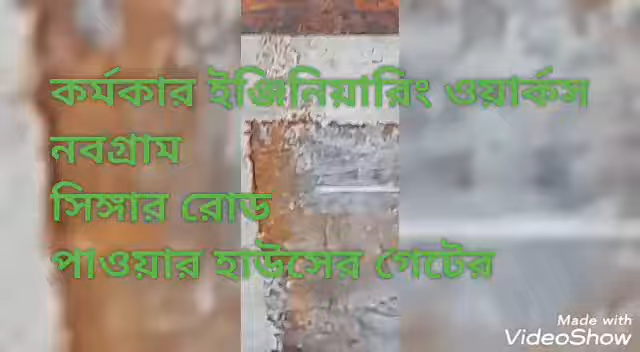 কর্মকার ইঞ্জিনিয়ারিং ওয়ার্কস
নবগ্রাম
সিঙ্গার রোড
পাওয়ার হাউসের গেটের
Made with
VideoShow